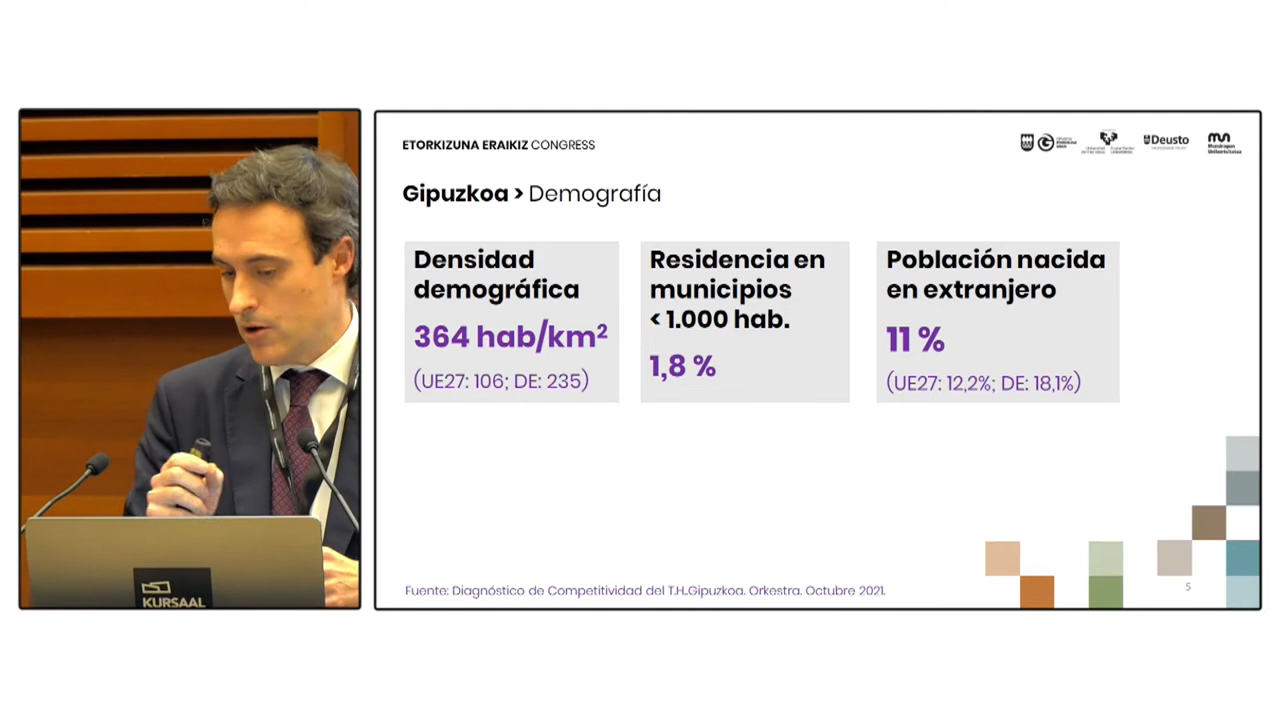 ETORKIZUNA ERAIKIZ CONGRESS
Deusto
Gipuzkoa > Demografía
Densidad
demográfica
364 hab/km²
(UE27: 106; DE: 235)
Residencia en
municipios
< 1.000 hab.
1,8 %
Población nacida
en extranjero
11 %
(UE27: 12,2%; DE: 18,1%)
KURSAAL
Fuente: Diagnóstico de Competitividad del T.H.Gipuzkoa. Orkestra. Octubre 2021.
5